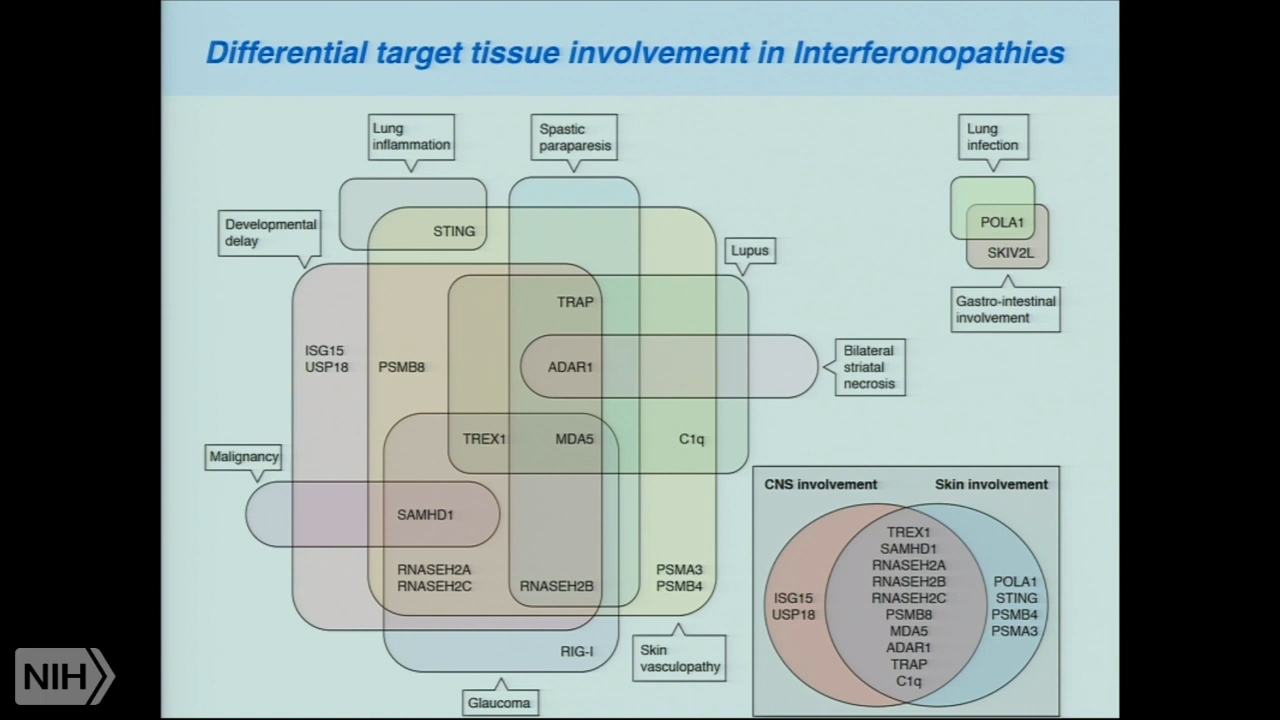 Differential target tissue involvement in Interferonopathies
Lung
inflammation
Spastic
paraparesis
Lung
infection
Developmental
delay
STING
POLA1
SKIV2L
Lupus
Gastro-intestinal
involvement
TRAP
ISG15
USP18
PSMB8
ADAR1
Bilateral
striatal
necrosis
TREX1
MDA5
C1q
Malignancy
SAMHD1
RNASEH2A
RNASEH2C
RNASEH2B
PSMA3
PSMB4
RIG-I
Skin
vasculopathy
Glaucoma
CNS involvement
Skin involvement
ISG15
USP18
TREX1
SAMHD1
RNASEH2A
RNASEH2B
RNASEH2C
PSMB8
MDA5
ADAR1
TRAP
C1q
POLA1
STING
PSMB4
PSMA3
NIH